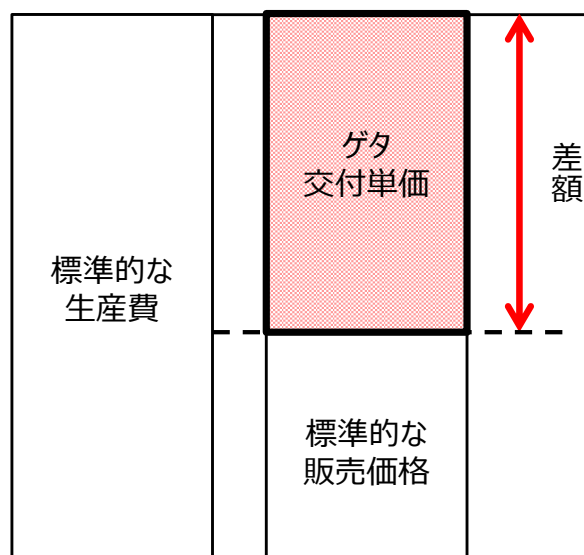 標準的な
生産費
ゲタ
交付単価
標準的な
販売価格
差額